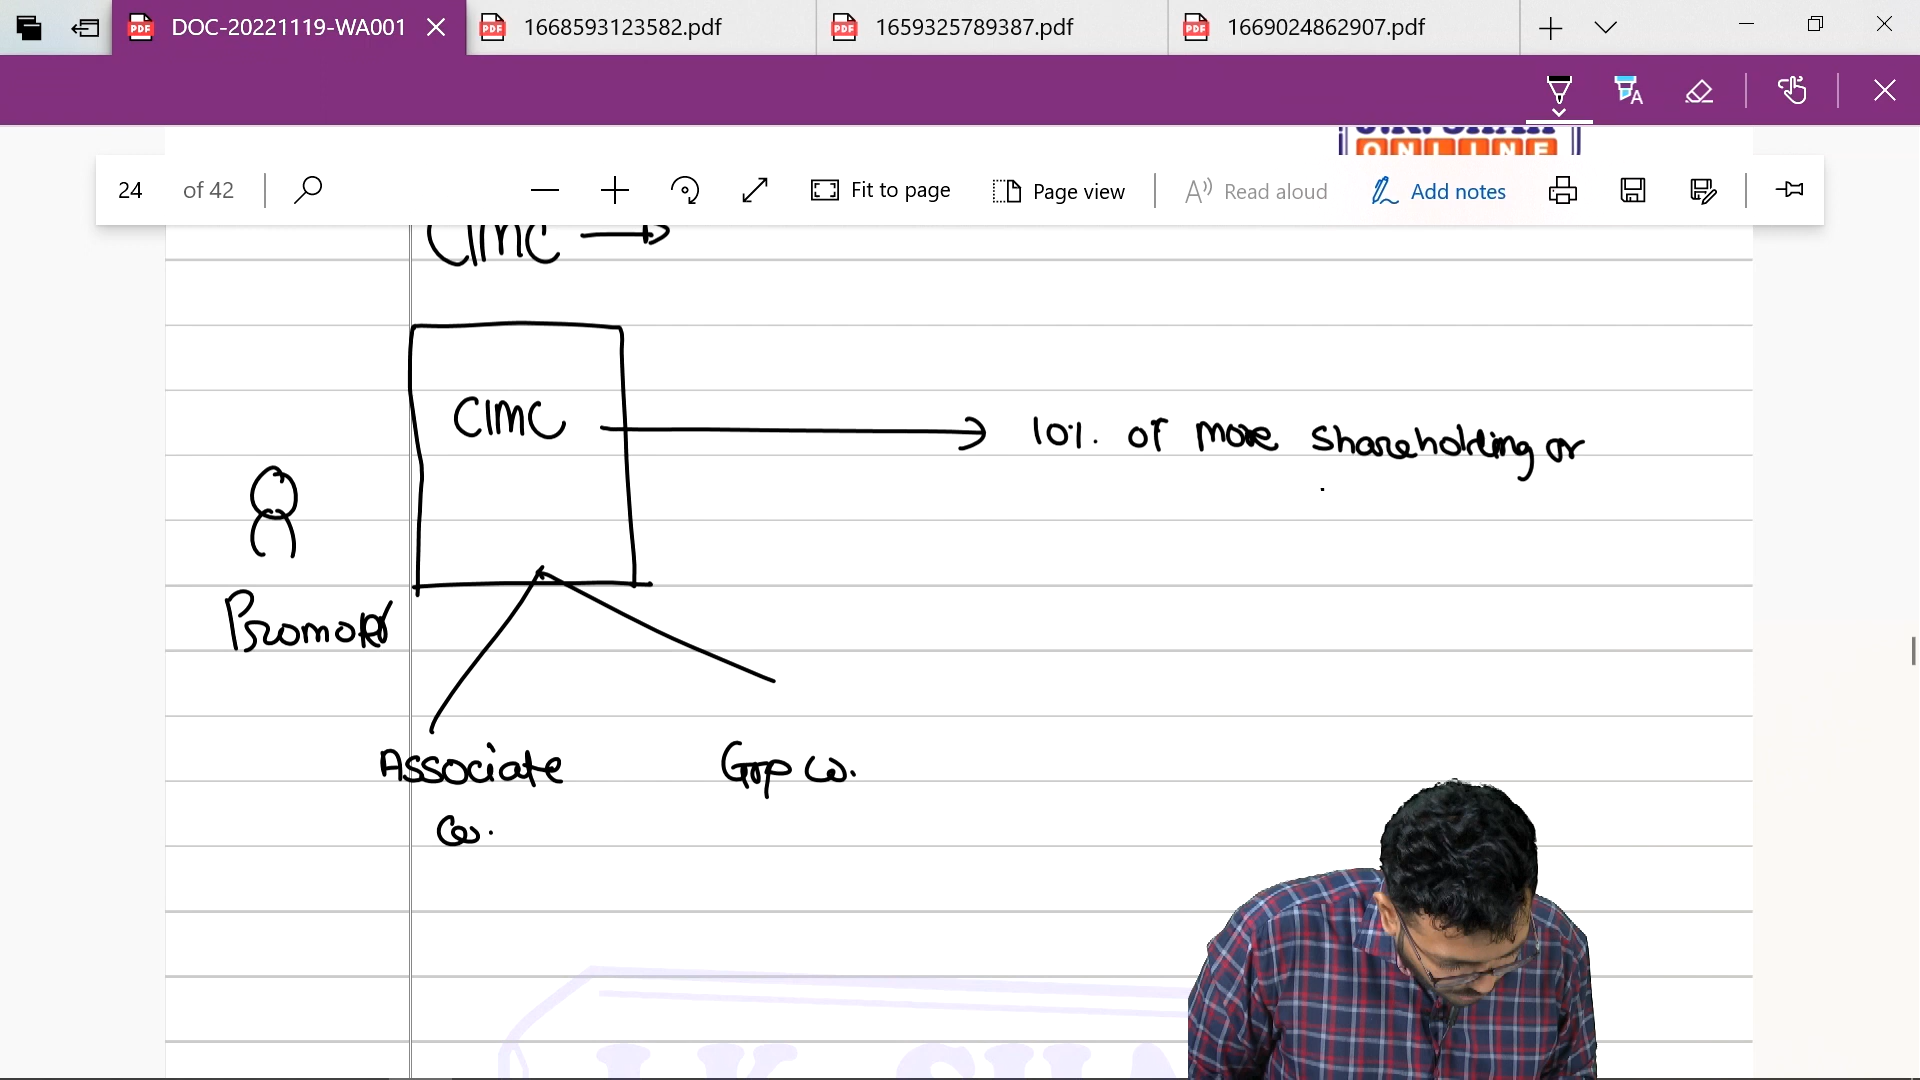 DOC-20221119-WA001
1668593123582.pdf
1659325789387.pdf
1669024862907.pdf
ONLINE
24 of 42
Fit to page
Page view
Read aloud
Add notes
CIMC →
CIMC → 10%. or more shareholding or
Promoter
Associate Grp co.
Co.